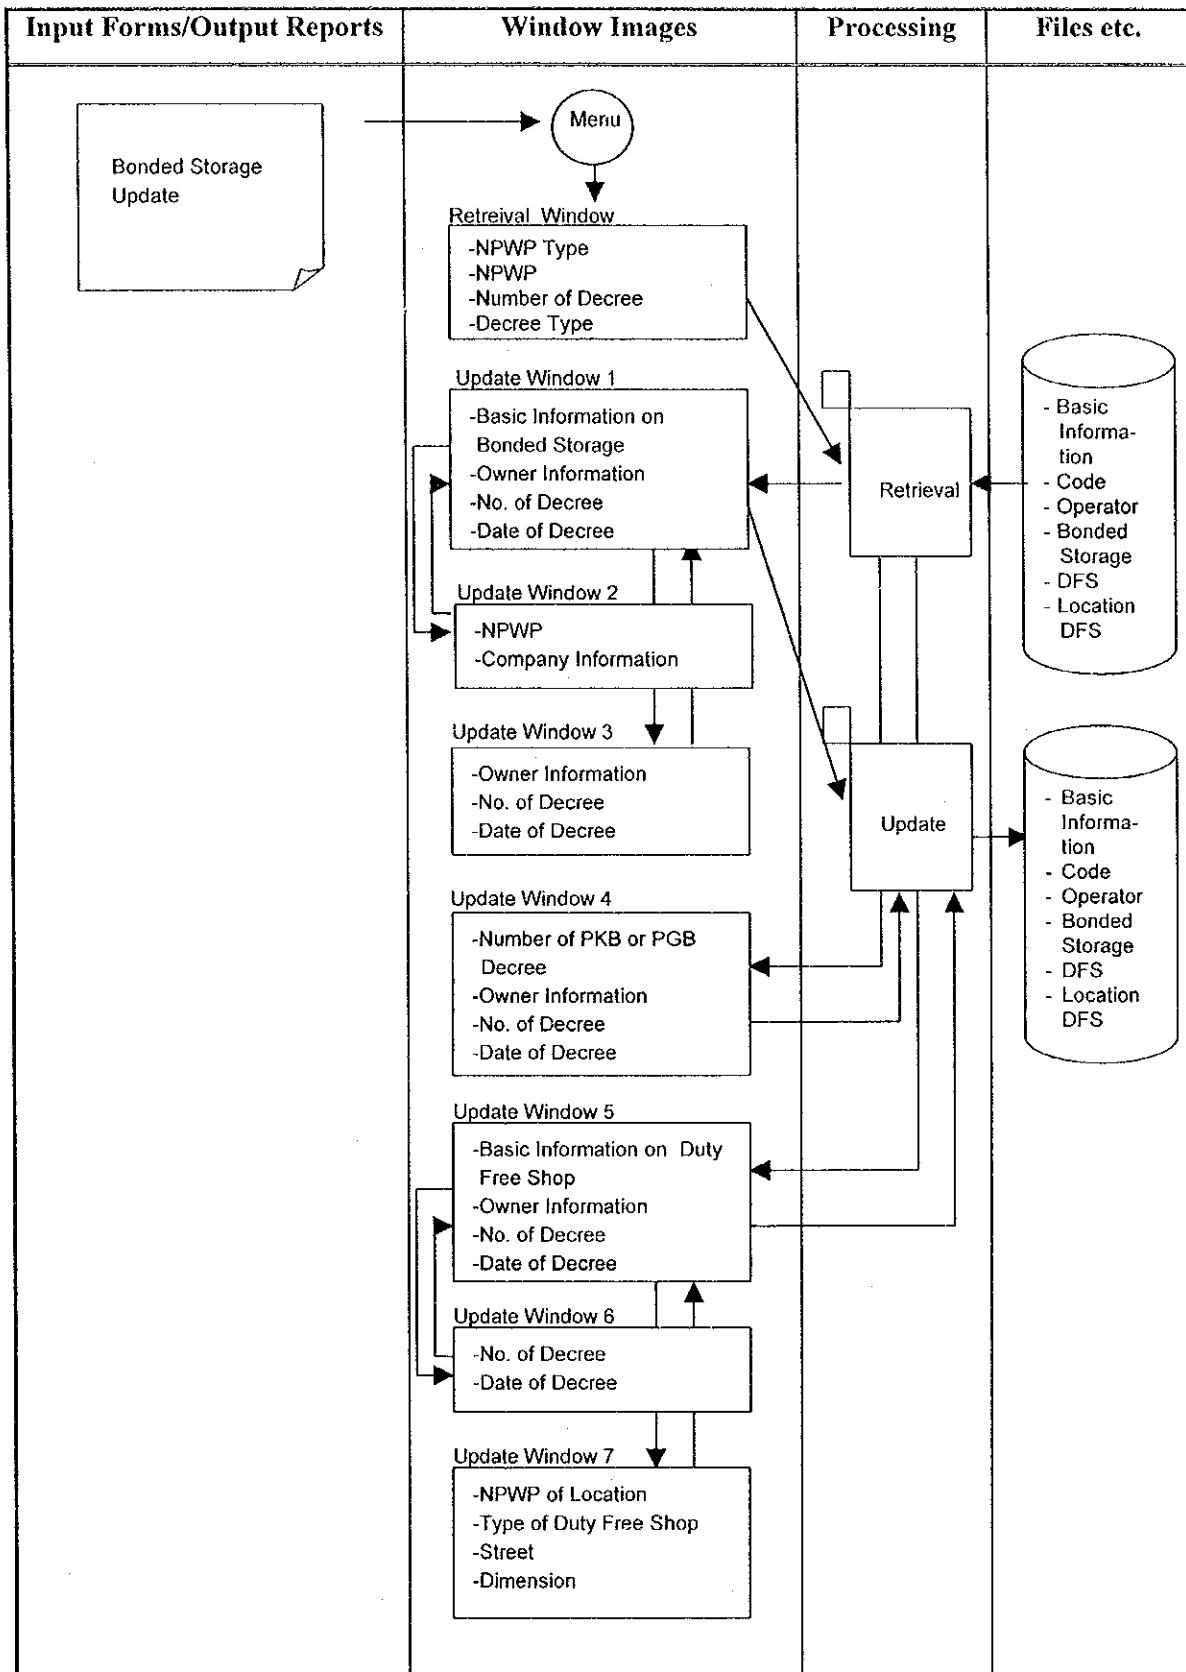 Input Forms/Output Reports
Window Images
Processing
Files etc.
Menu
Bonded Storage
Update
Retreival Window
-NPWP Type
-NPWP
-Number of Decree
-Decree Type
Update Window 1
-Basic Information on
Bonded Storage
-Owner Information
-No. of Decree
-Date of Decree
Retrieval
- Basic
Informa-
tion
- Code
- Operator
- Bonded
Storage
- DFS
- Location
DFS
Update Window 2
-NPWP
-Company Information
Update Window 3
-Owner Information
-No. of Decree
-Date of Decree
Update
- Basic
Informa-
tion
- Code
- Operator
- Bonded
Storage
- DFS
- Location
DFS
Update Window 4
-Number of PKB or PGB
Decree
-Owner Information
-No. of Decree
-Date of Decree
Update Window 5
-Basic Information on Duty
Free Shop
-Owner Information
-No. of Decree
-Date of Decree
Update Window 6
-No. of Decree
-Date of Decree
Update Window 7
-NPWP of Location
-Type of Duty Free Shop
-Street
-Dimension